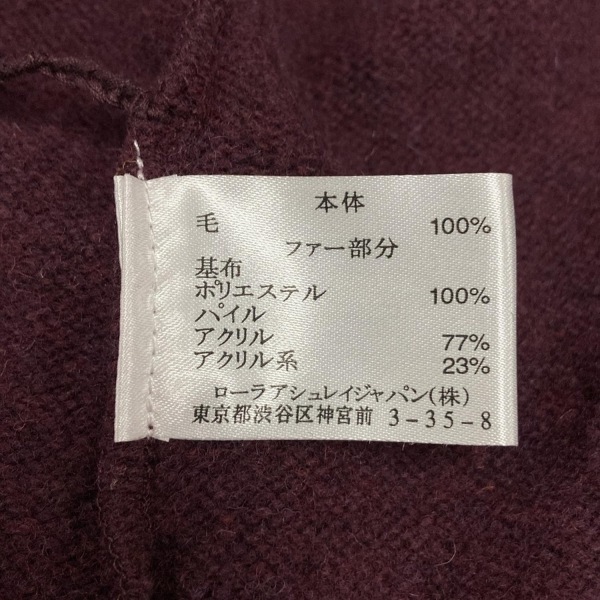 本体
毛 100%
ファー部分
基布
ポリエステル 100%
パイル
アクリル 77%
アクリル系 23%
ローラアシュレイジャパン(株)
東京都渋谷区神宮前 3-35-8